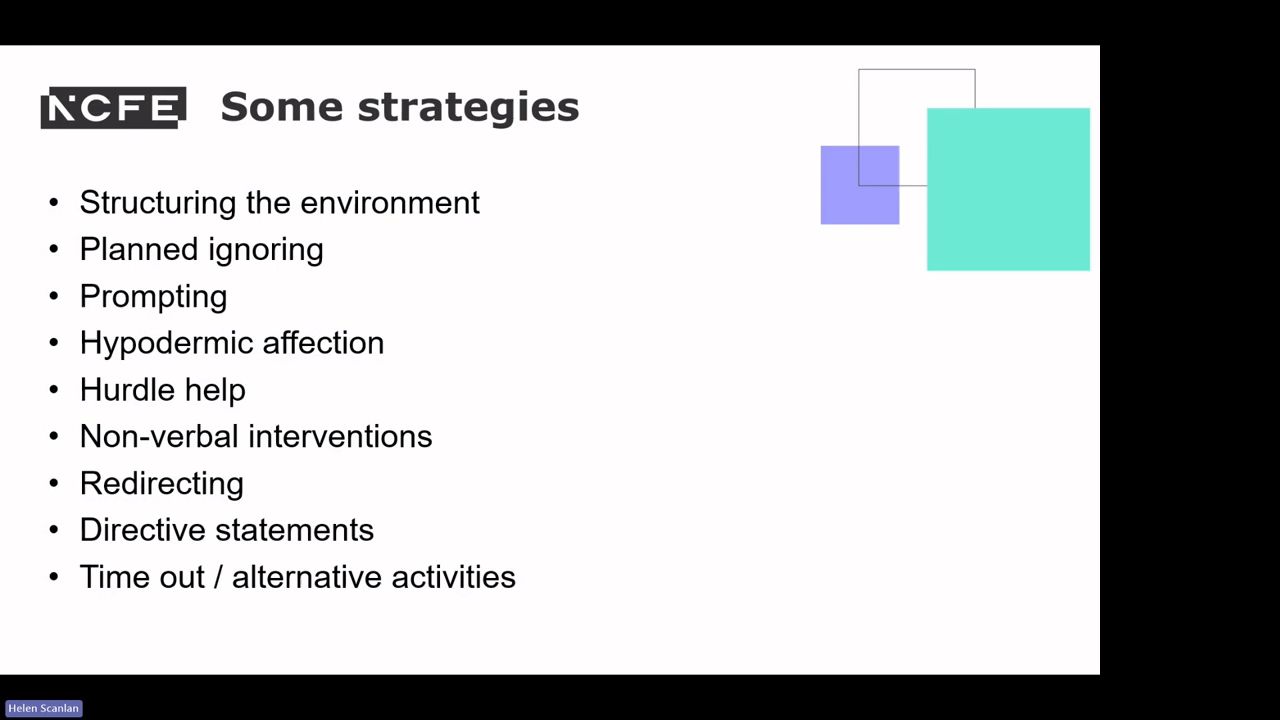 NCFE Some strategies
• Structuring the environment
• Planned ignoring
• Prompting
• Hypodermic affection
• Hurdle help
• Non-verbal interventions
• Redirecting
• Directive statements
• Time out / alternative activities
Helen Scanlan